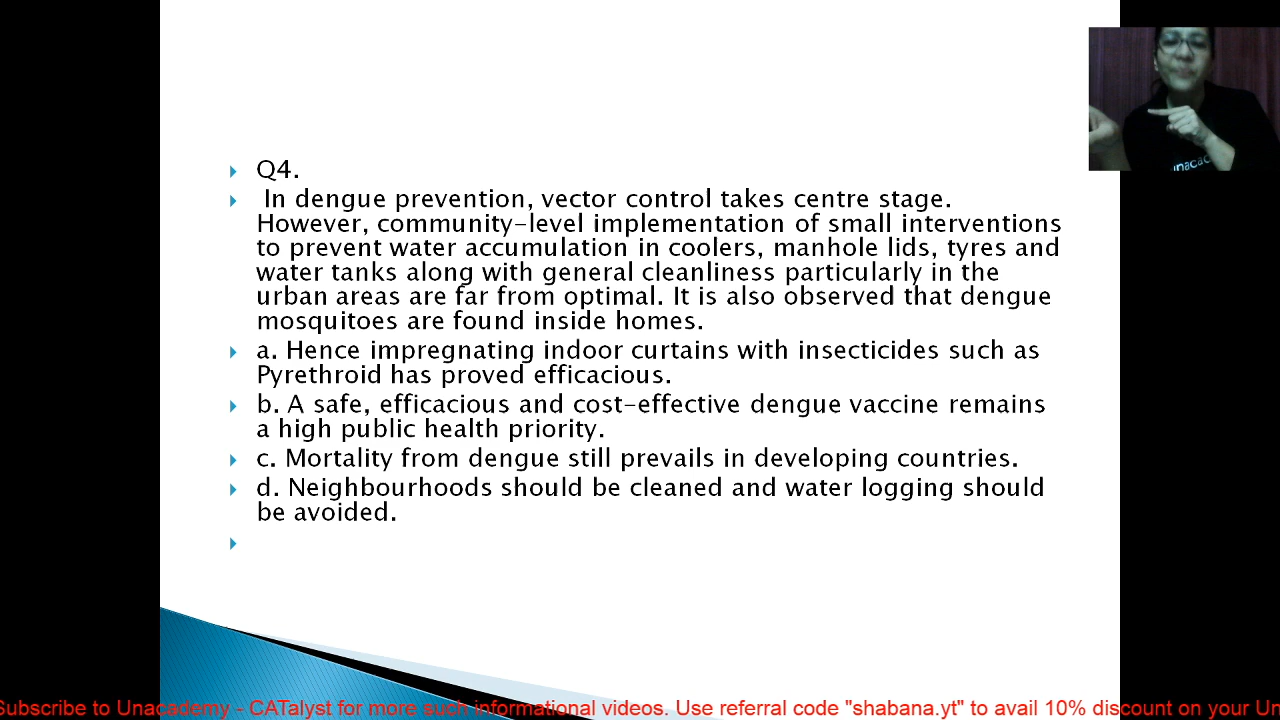 Q4.
In dengue prevention, vector control takes centre stage.
However, community-level implementation of small interventions
to prevent water accumulation in coolers, manhole lids, tyres and
water tanks along with general cleanliness particularly in the
urban areas are far from optimal. It is also observed that dengue
mosquitoes are found inside homes.
a. Hence impregnating indoor curtains with insecticides such as
Pyrethroid has proved efficacious.
b. A safe, efficacious and cost-effective dengue vaccine remains
a high public health priority.
c. Mortality from dengue still prevails in developing countries.
d. Neighbourhoods should be cleaned and water logging should
be avoided.
Subscribe to Unacademy - CATalyst for more such informational videos. Use referral code "shabana.yt" to avail 10% discount on your